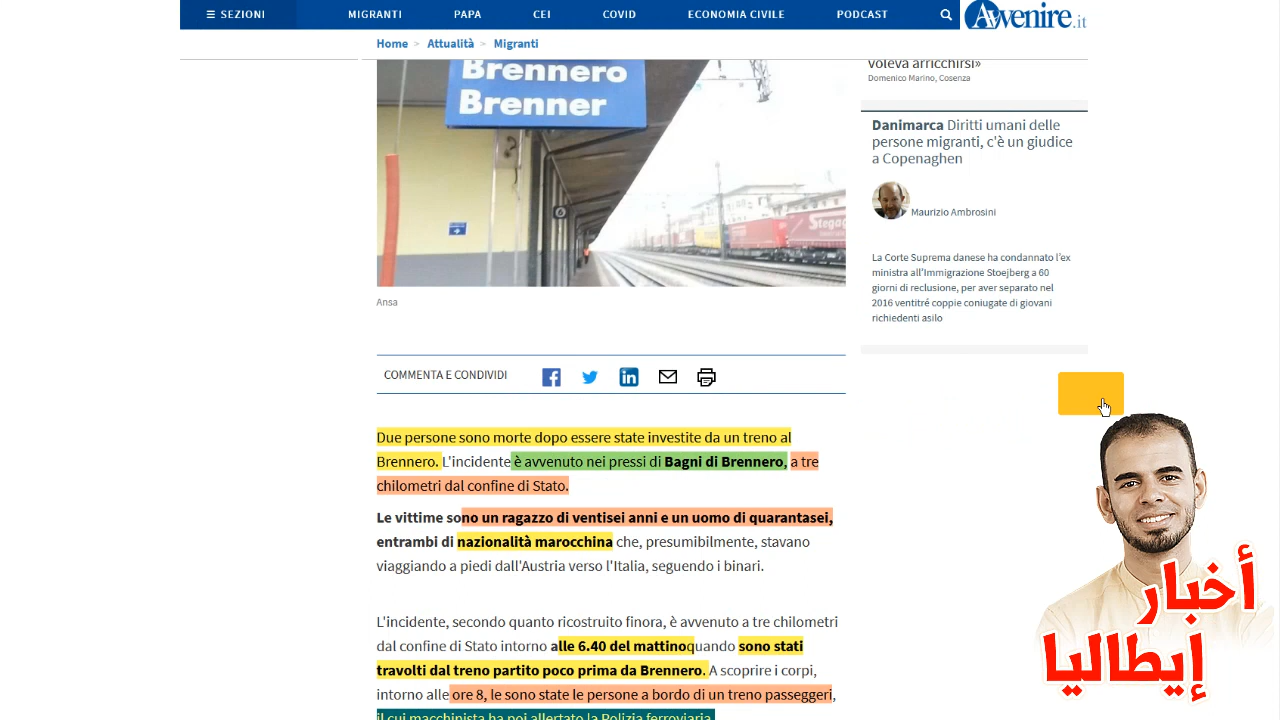 ☰ SEZIONI MIGRANTI PAPA CEI COVID ECONOMIA CIVILE PODCAST Avvenire.it
Home > Attualità > Migranti
Brennero
Brenner
6
Ansa
COMMENTA E CONDIVIDI
Due persone sono morte dopo essere state investite da un treno al
Brennero. L'incidente è avvenuto nei pressi di Bagni di Brennero, a tre
chilometri dal confine di Stato.
Le vittime sono un ragazzo di ventisei anni e un uomo di quarantasei,
entrambi di nazionalità marocchina che, presumibilmente, stavano
viaggiando a piedi dall'Austria verso l'Italia, seguendo i binari.
L'incidente, secondo quanto ricostruito finora, è avvenuto a tre chilometri
dal confine di Stato intorno alle 6.40 del mattinoquando sono stati
travolti dal treno partito poco prima da Brennero. A scoprire i corpi,
intorno alle ore 8, le sono state le persone a bordo di un treno passeggeri,
il cui macchinista ha poi allertato la Polizia ferroviaria.
voleva arricchirsi»
Domenico Marino, Cosenza
Danimarca Diritti umani delle
persone migranti, c'è un giudice
a Copenaghen
Maurizio Ambrosini
La Corte Suprema danese ha condannato l'ex
ministra all'Immigrazione Stoejberg a 60
giorni di reclusione, per aver separato nel
2016 ventitré coppie coniugate di giovani
richiedenti asilo
أخبار
إيطاليا